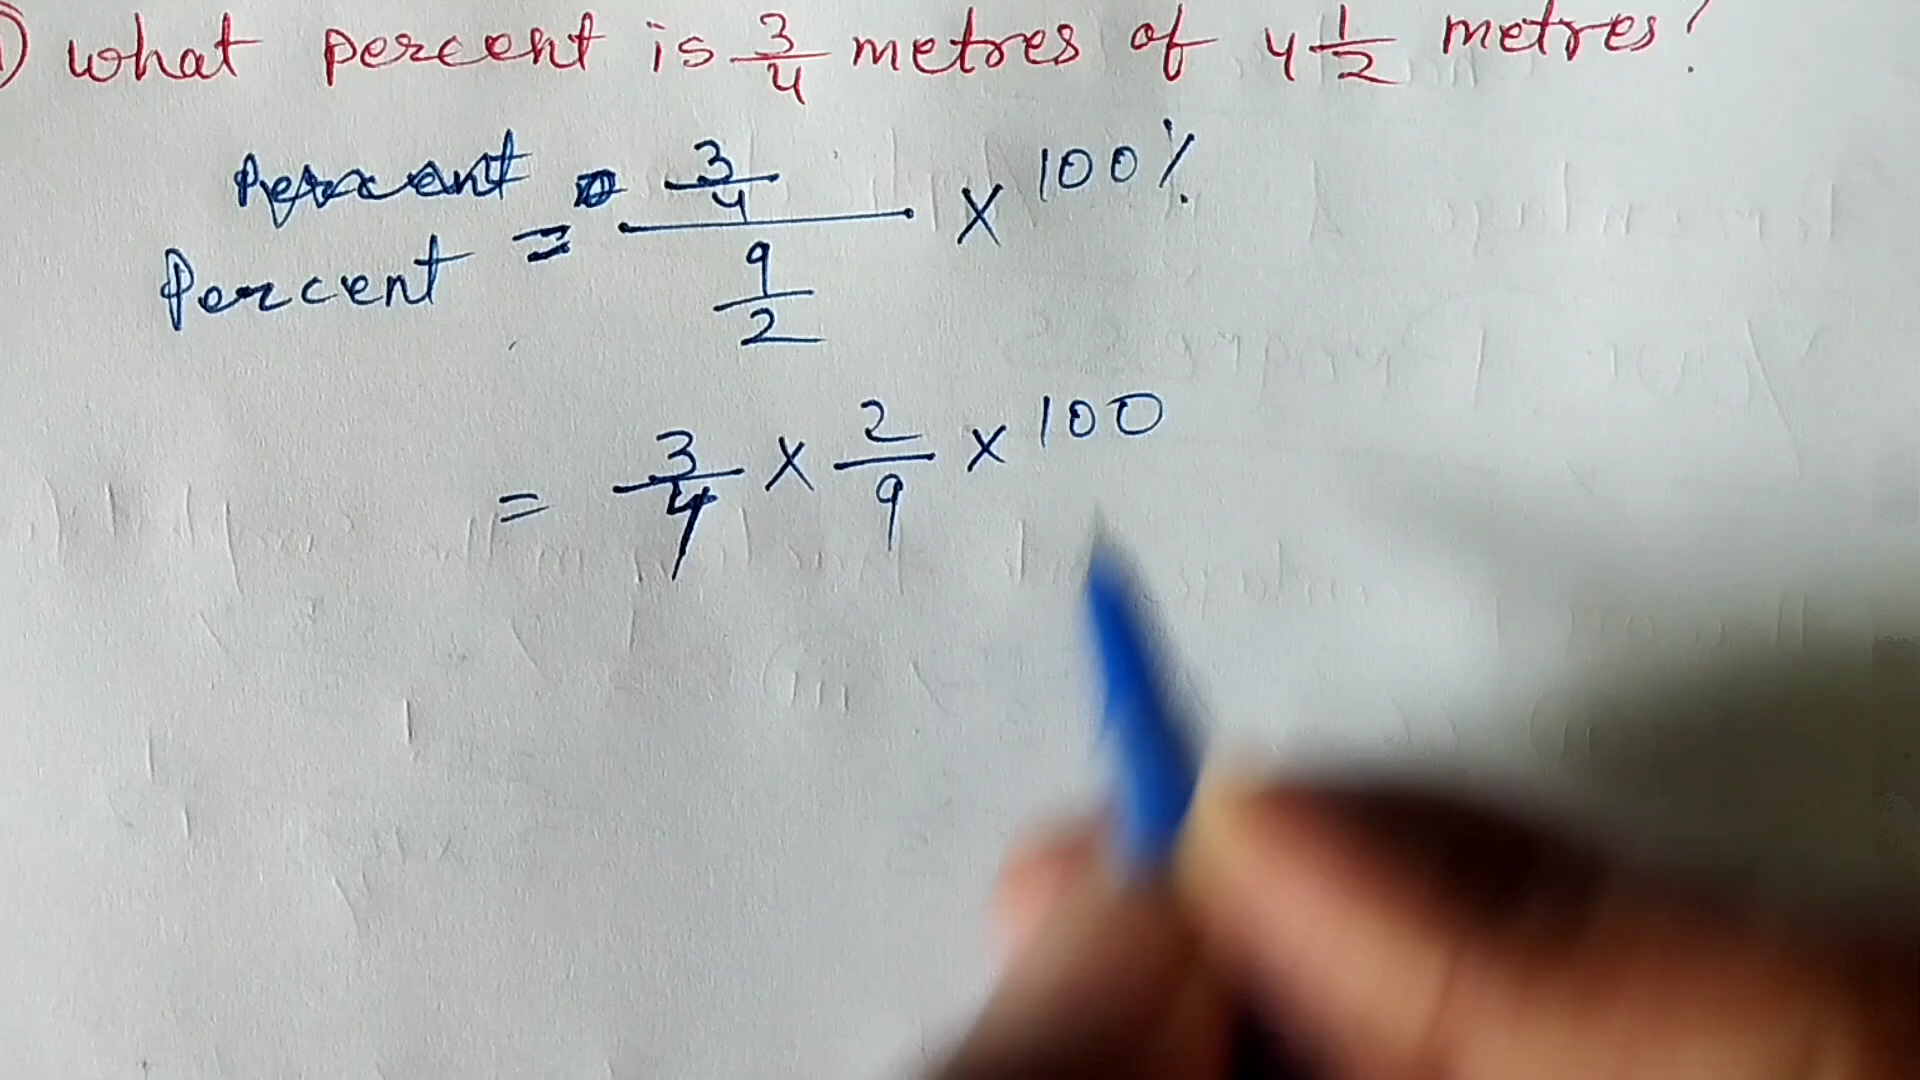 ) what percent is 3/4 metres of 4 1/2 metres?
Percent = 3/4 / 9/2 × 100%
= 3/4 × 2/9 × 100